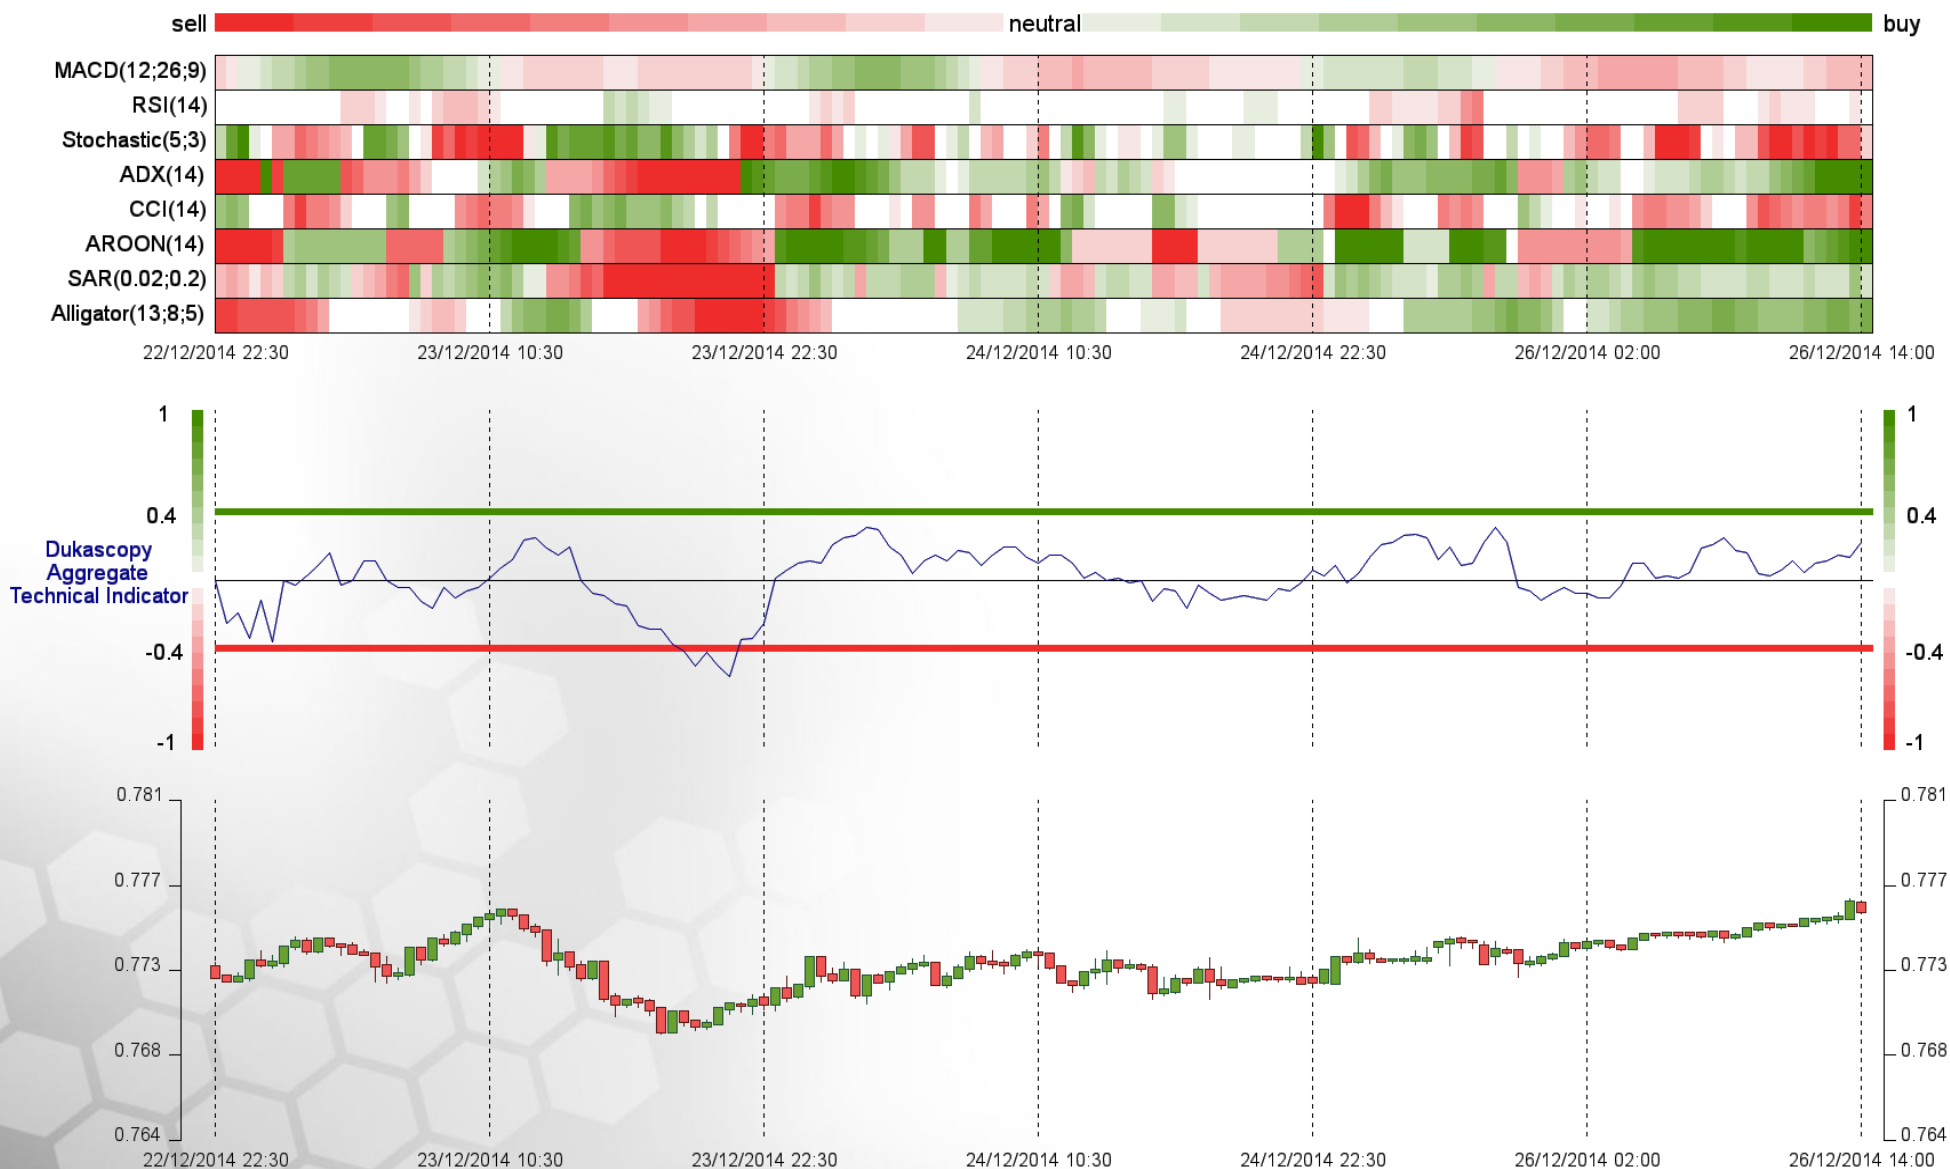 sell neutral buy
MACD(12;26;9)
RSI(14)
Stochastic(5;3)
ADX(14)
CCI(14)
AROON(14)
SAR(0.02;0.2)
Alligator(13;8;5)
22/12/2014 22:30 23/12/2014 10:30 23/12/2014 22:30 24/12/2014 10:30 24/12/2014 22:30 26/12/2014 02:00 26/12/2014 14:00
1 1
0.4 0.4
Dukascopy
Aggregate
Technical Indicator
-0.4 -0.4
-1 -1
0.781 0.781
0.777 0.777
0.773 0.773
0.768 0.768
0.764 0.764
22/12/2014 22:30 23/12/2014 10:30 23/12/2014 22:30 24/12/2014 10:30 24/12/2014 22:30 26/12/2014 02:00 26/12/2014 14:00